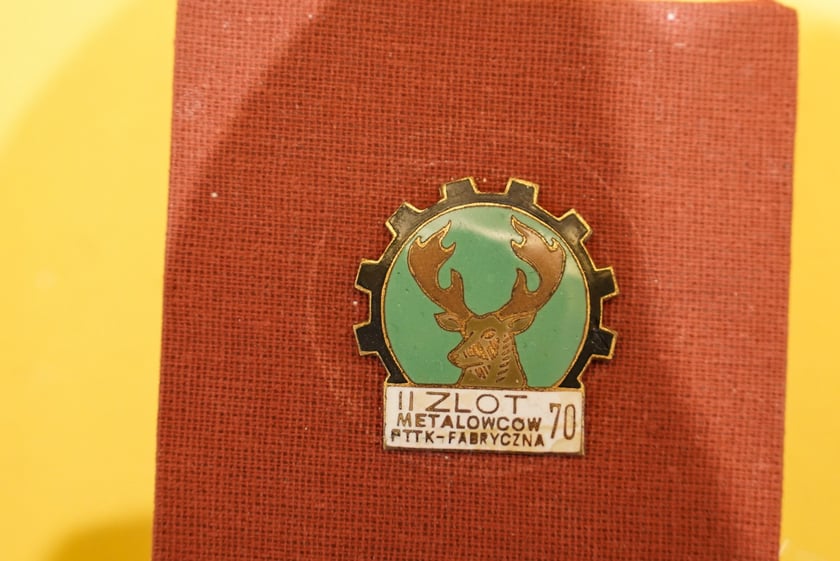 II ZLOT
METALOWCÓW 70
PTTK-FABRYCZNA